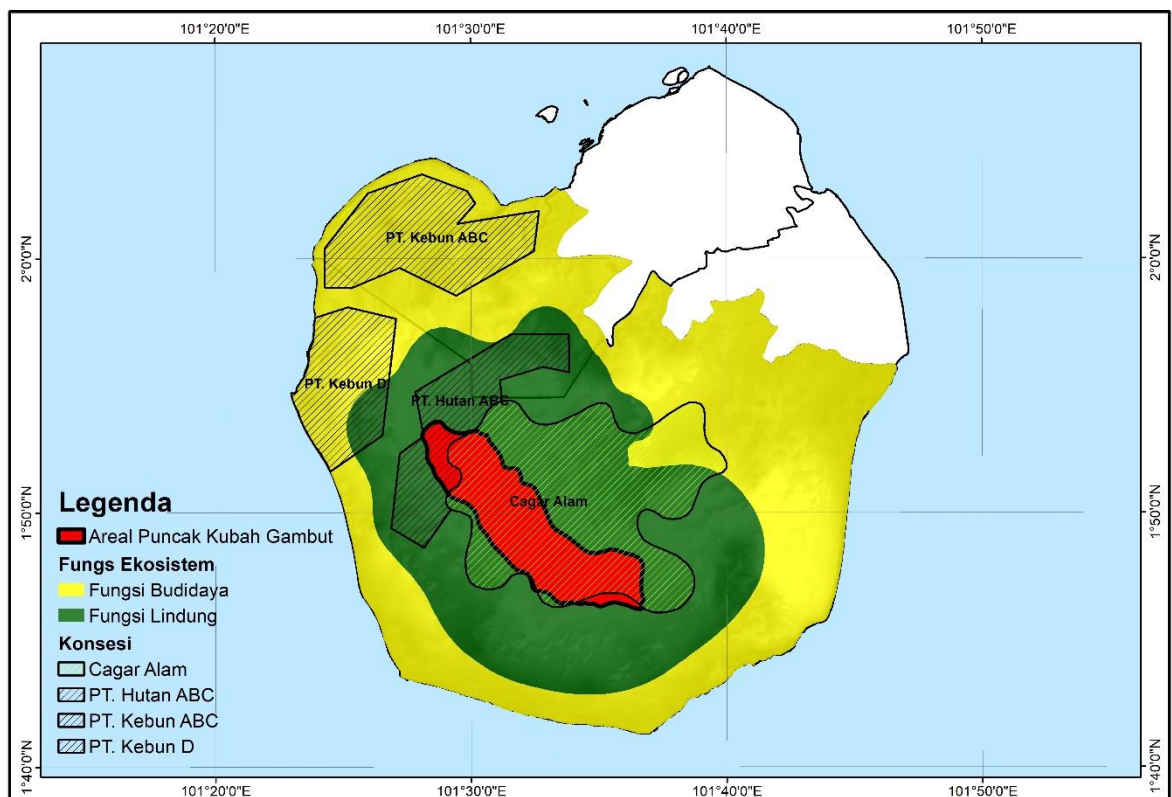 101°20'0"E
101°30'0"E
101°40'0"E
101°50'0"E
2°0'0"N
2°0'0"N
PT. Kebun ABC
PT. Kebun D
PT. Hutan ABC
Cagar Alam
1°50'0"N
1°50'0"N
Legenda
Areal Puncak Kubah Gambut
Fungs Ekosistem
Fungsi Budidaya
Fungsi Lindung
Konsesi
Cagar Alam
PT. Hutan ABC
PT. Kebun ABC
PT. Kebun D
1°40'0"N
1°40'0"N
101°20'0"E
101°30'0"E
101°40'0"E
101°50'0"E